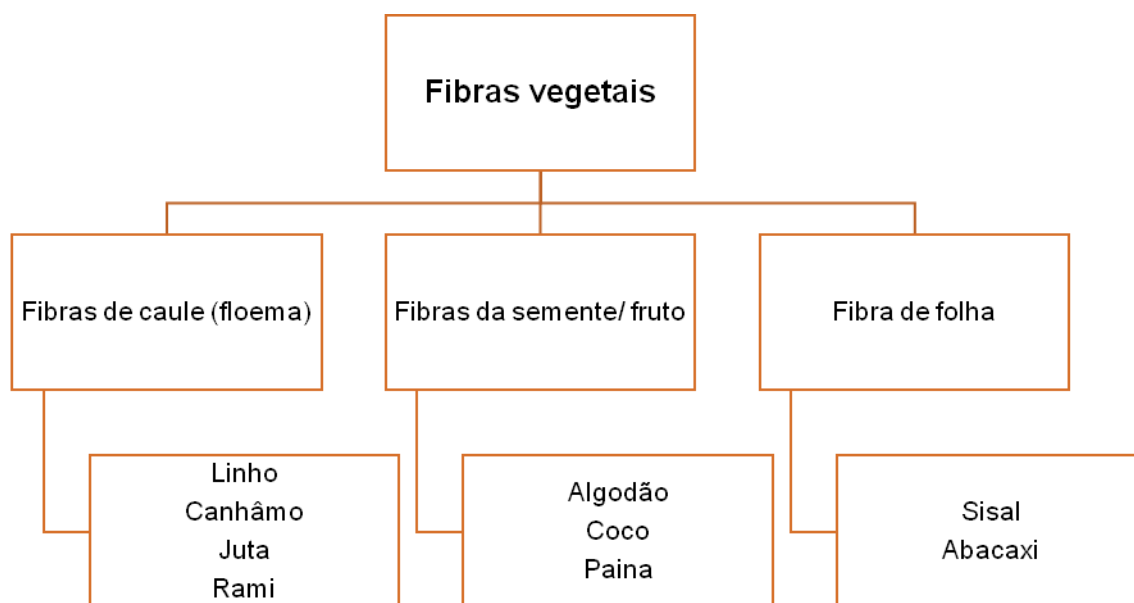 Fibras vegetais
Fibras de caule (floema)
Fibras da semente/ fruto
Fibra de folha
Linho
Canhâmo
Juta
Rami
Algodão
Coco
Paina
Sisal
Abacaxi